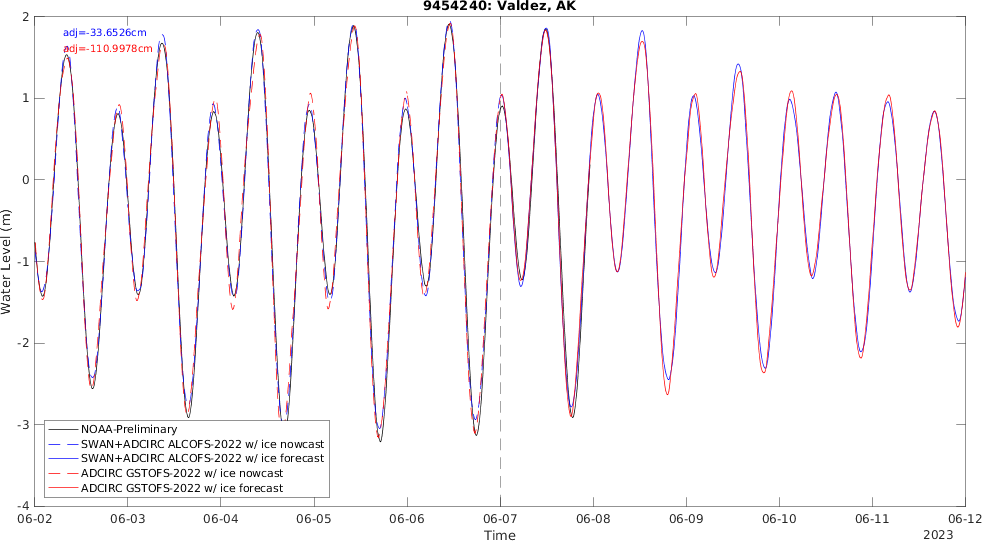 9454240: Valdez, AK
adj=-33.6526cm
adj=-110.9978cm
Water Level (m)
2
1
0
-1
-2
-3
-4
NOAA-Preliminary
SWAN+ADCIRC ALCOFS-2022 w/ ice nowcast
SWAN+ADCIRC ALCOFS-2022 w/ ice forecast
ADCIRC GSTOFS-2022 w/ ice nowcast
ADCIRC GSTOFS-2022 w/ ice forecast
06-02 06-03 06-04 06-05 06-06 06-07 06-08 06-09 06-10 06-11 06-12
Time
2023